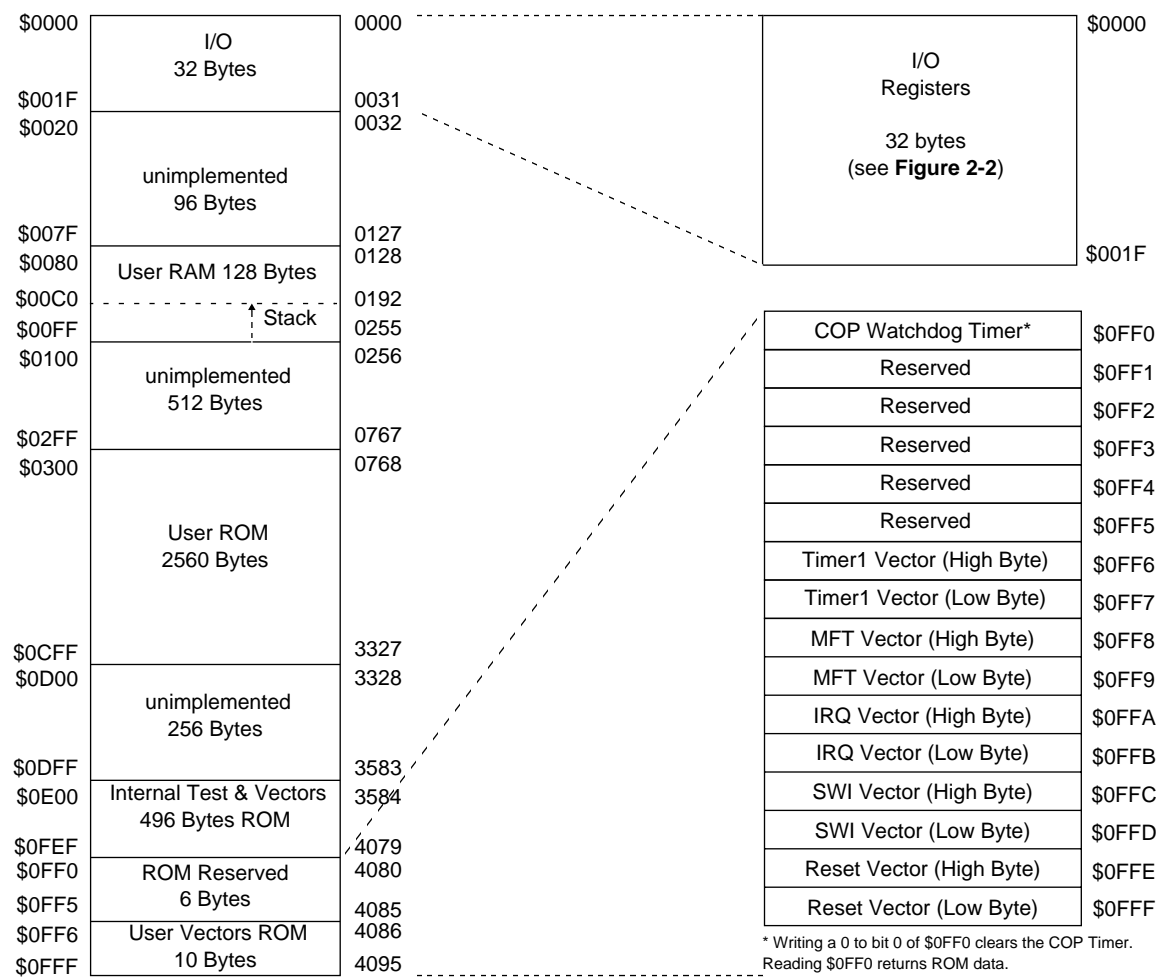 $0000
I/O
32 Bytes
0000
$001F
0031
$0020
0032
unimplemented
96 Bytes
$007F
0127
$0080
0128
User RAM 128 Bytes
$00C0
0192
Stack
$00FF
0255
$0100
0256
unimplemented
512 Bytes
$02FF
0767
$0300
0768
User ROM
2560 Bytes
$0CFF
3327
$0D00
3328
unimplemented
256 Bytes
$0DFF
3583
$0E00
3584
Internal Test & Vectors
496 Bytes ROM
$0FEF
4079
$0FF0
4080
ROM Reserved
6 Bytes
$0FF5
4085
$0FF6
4086
User Vectors ROM
10 Bytes
$0FFF
4095
$0000
I/O
Registers
32 bytes
(see Figure 2-2)
$001F
COP Watchdog Timer* $0FF0
Reserved $0FF1
Reserved $0FF2
Reserved $0FF3
Reserved $0FF4
Reserved $0FF5
Timer1 Vector (High Byte) $0FF6
Timer1 Vector (Low Byte) $0FF7
MFT Vector (High Byte) $0FF8
MFT Vector (Low Byte) $0FF9
IRQ Vector (High Byte) $0FFA
IRQ Vector (Low Byte) $0FFB
SWI Vector (High Byte) $0FFC
SWI Vector (Low Byte) $0FFD
Reset Vector (High Byte) $0FFE
Reset Vector (Low Byte) $0FFF
* Writing a 0 to bit 0 of $0FF0 clears the COP Timer.
Reading $0FF0 returns ROM data.